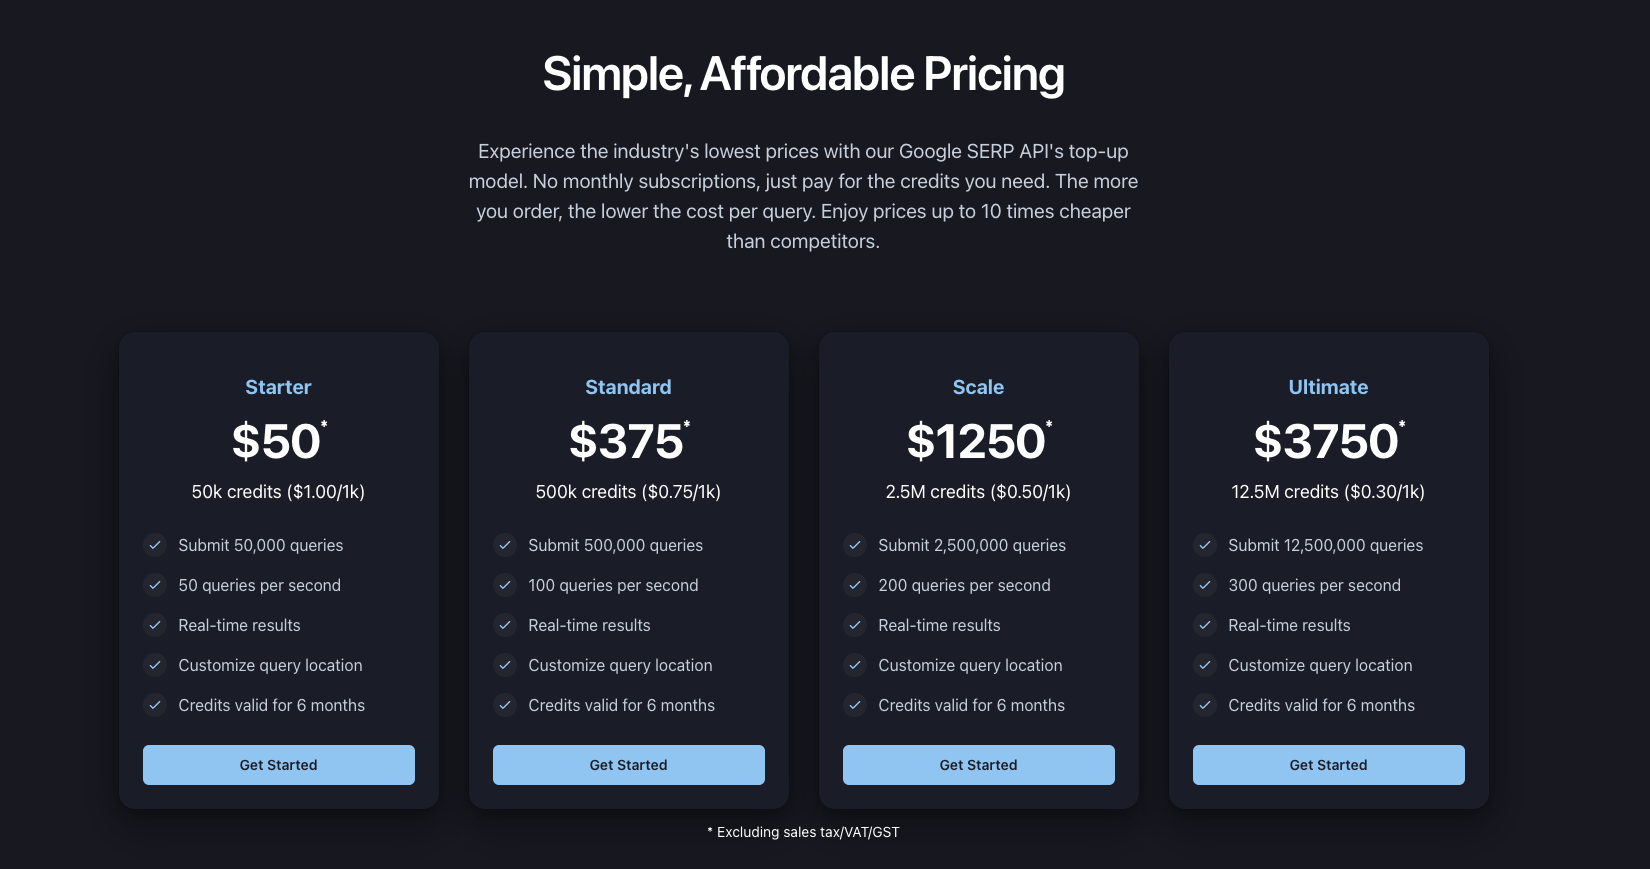 Simple, Affordable Pricing
Experience the industry's lowest prices with our Google SERP API's top-up
model. No monthly subscriptions, just pay for the credits you need. The more
you order, the lower the cost per query. Enjoy prices up to 10 times cheaper
than competitors.
Starter
$50*
50k credits ($1.00/1k)
Submit 50,000 queries
50 queries per second
Real-time results
Customize query location
Credits valid for 6 months
Get Started
Standard
$375*
500k credits ($0.75/1k)
Submit 500,000 queries
100 queries per second
Real-time results
Customize query location
Credits valid for 6 months
Get Started
Scale
$1250*
2.5M credits ($0.50/1k)
Submit 2,500,000 queries
200 queries per second
Real-time results
Customize query location
Credits valid for 6 months
Get Started
Ultimate
$3750*
12.5M credits ($0.30/1k)
Submit 12,500,000 queries
300 queries per second
Real-time results
Customize query location
Credits valid for 6 months
Get Started
* Excluding sales tax/VAT/GST